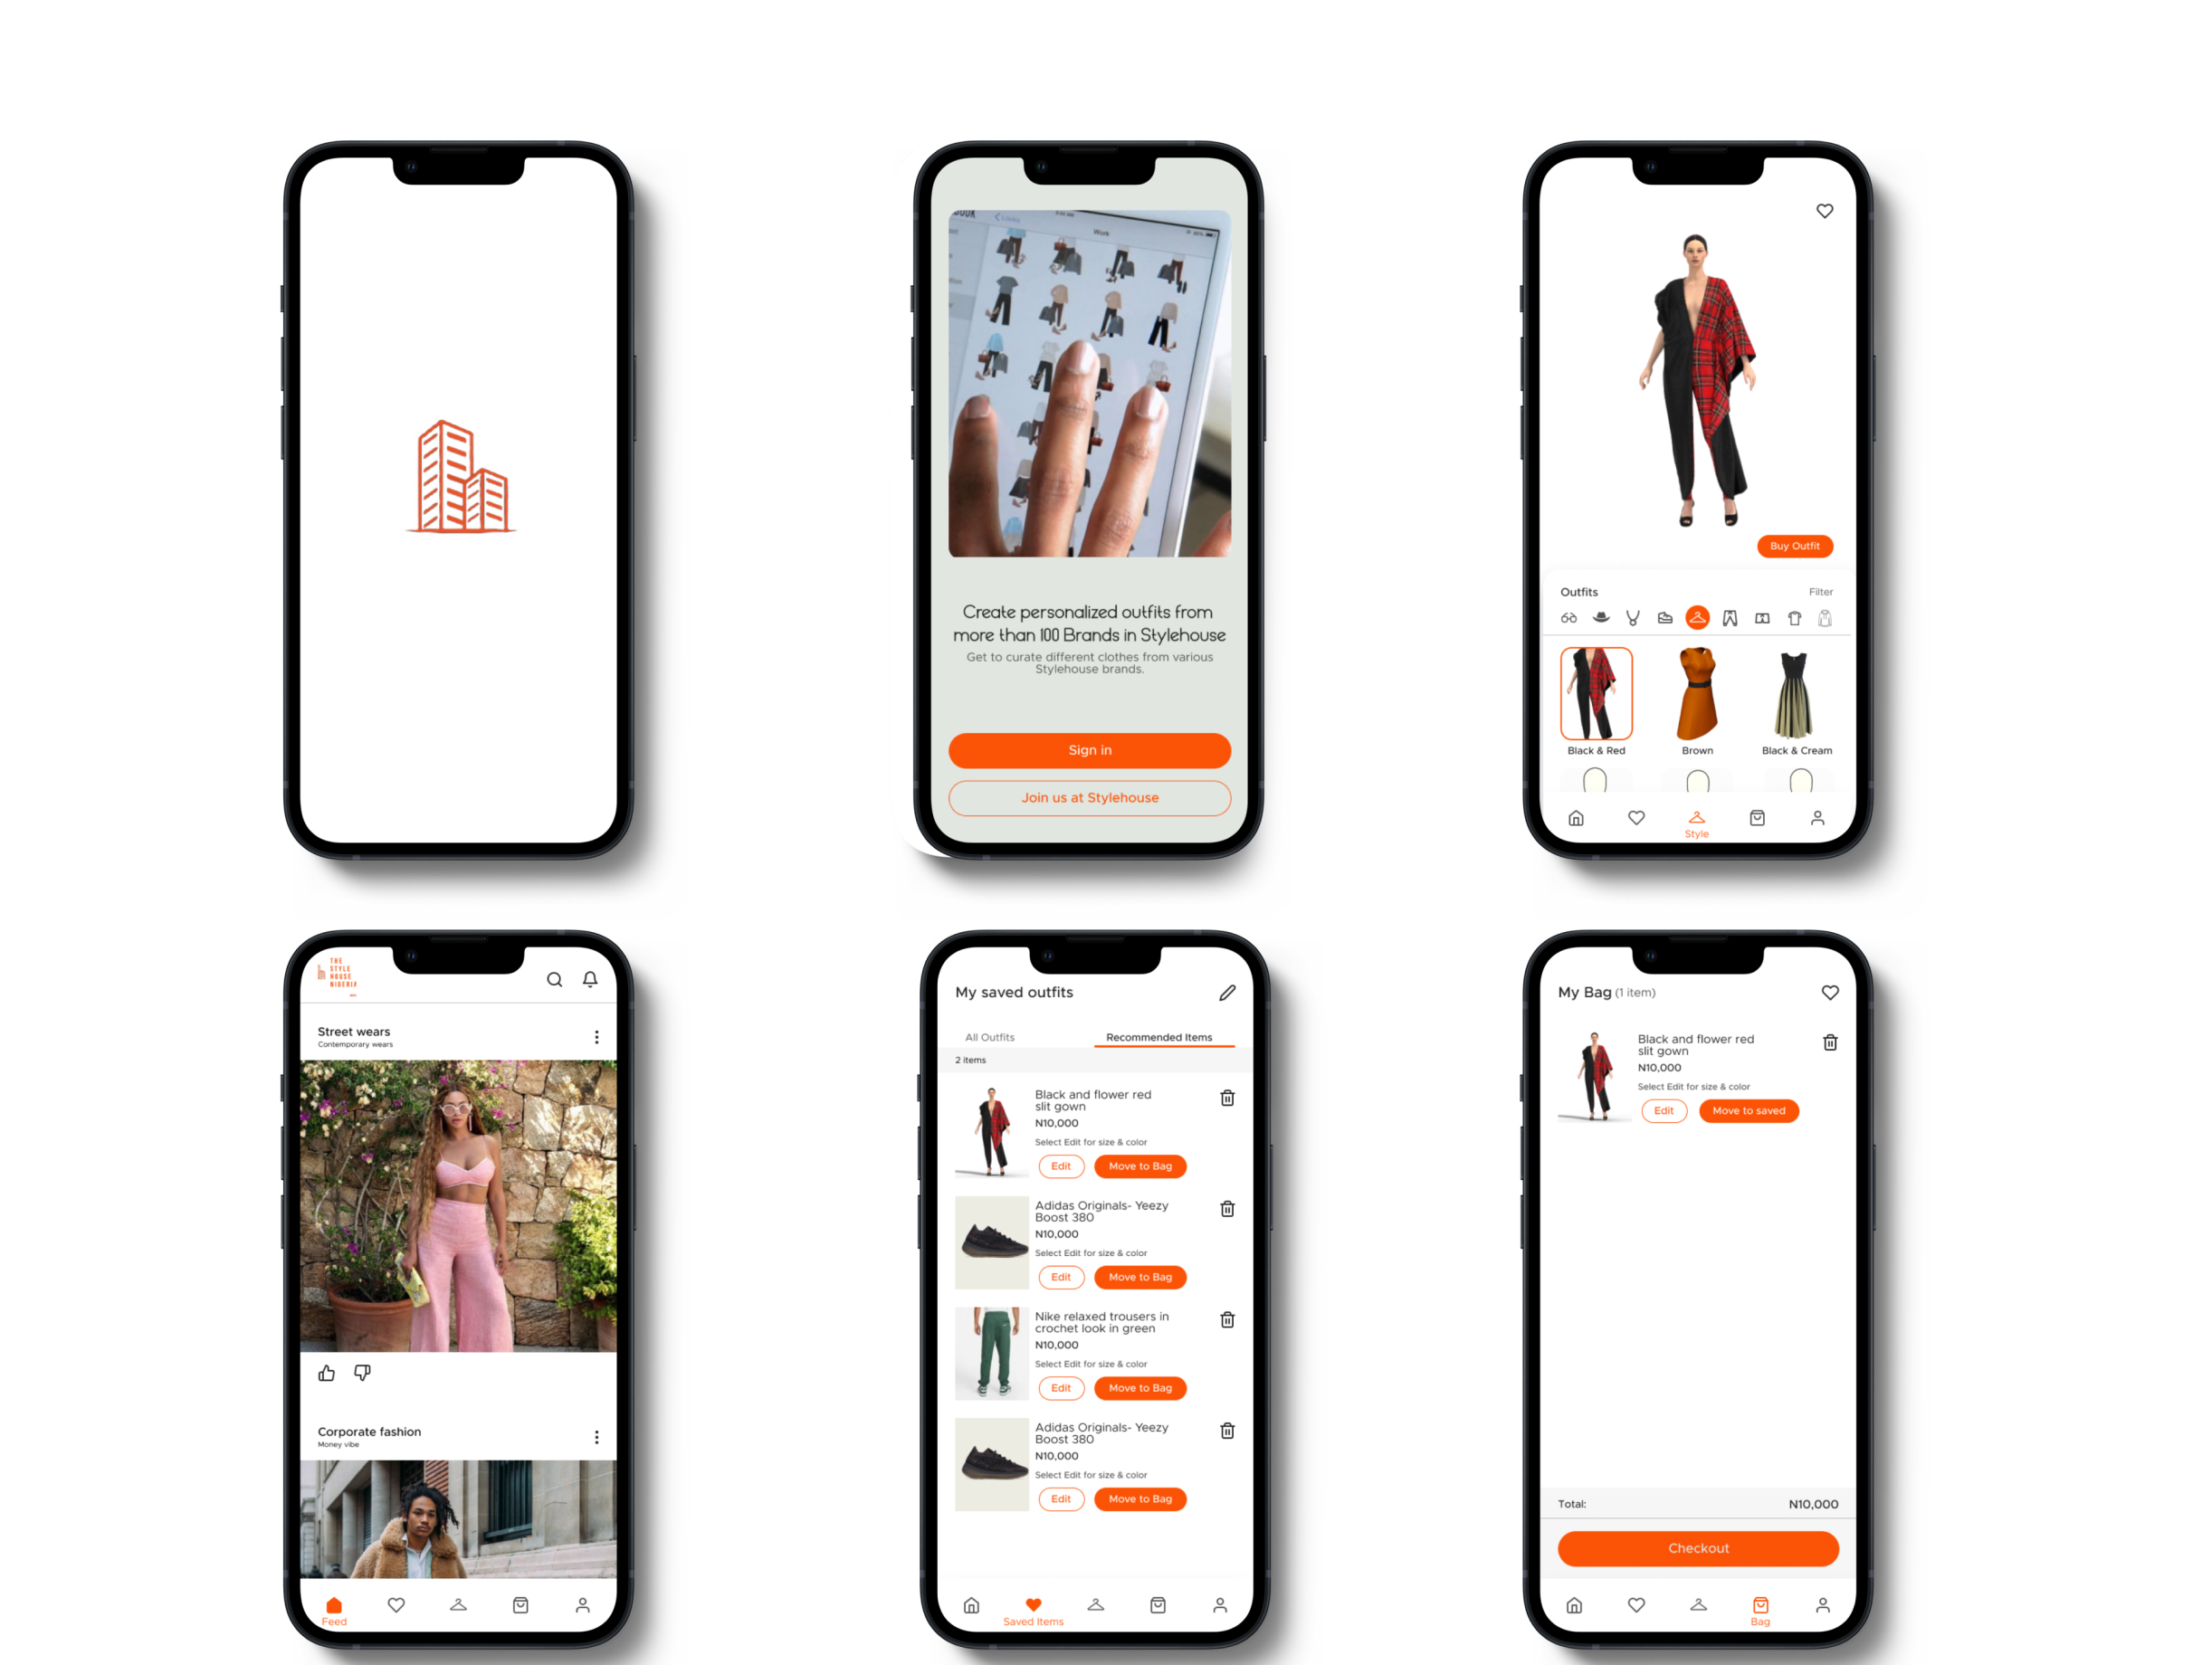 Work
Create personalized outfits from
more than 100 Brands in Stylehouse
Get to curate different clothes from various
Stylehouse brands.
Sign in
Join us at Stylehouse
Buy Outfit
Outfits
Filter
Black & Red
Brown
Black & Cream
Style
THE
STYLE
HOUSE
NIGERIA
Street wears
Contemporary wears
Corporate fashion
Money vibe
Feed
My saved outfits
All Outfits
Recommended Items
2 items
Black and flower red
slit gown
N10,000
Select Edit for size & color
Edit
Move to Bag
Adidas Originals- Yeezy
Boost 380
N10,000
Select Edit for size & color
Edit
Move to Bag
Nike relaxed trousers in
crochet look in green
N10,000
Select Edit for size & color
Edit
Move to Bag
Adidas Originals- Yeezy
Boost 380
N10,000
Select Edit for size & color
Edit
Move to Bag
Saved Items
My Bag (1 item)
Black and flower red
slit gown
N10,000
Select Edit for size & color
Edit
Move to saved
Total:
N10,000
Checkout
Bag